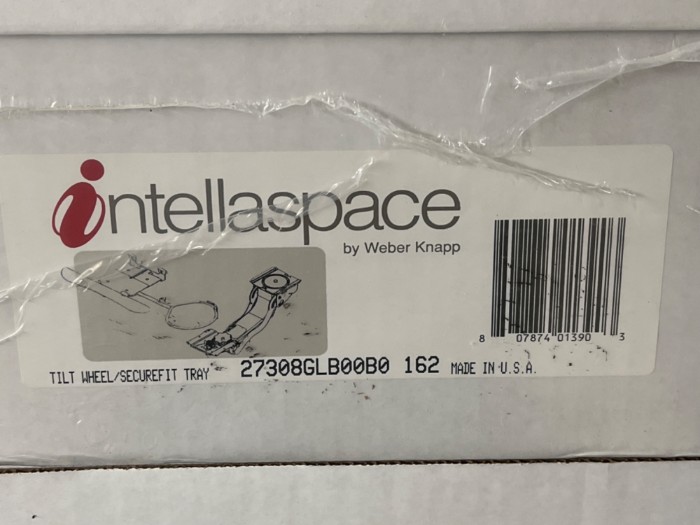 intellaspace
by Weber Knapp
8 07874 01390 3
TILT WHEEL/SECUREFIT TRAY 27308GLB00B0 162 MADE IN U.S.A.